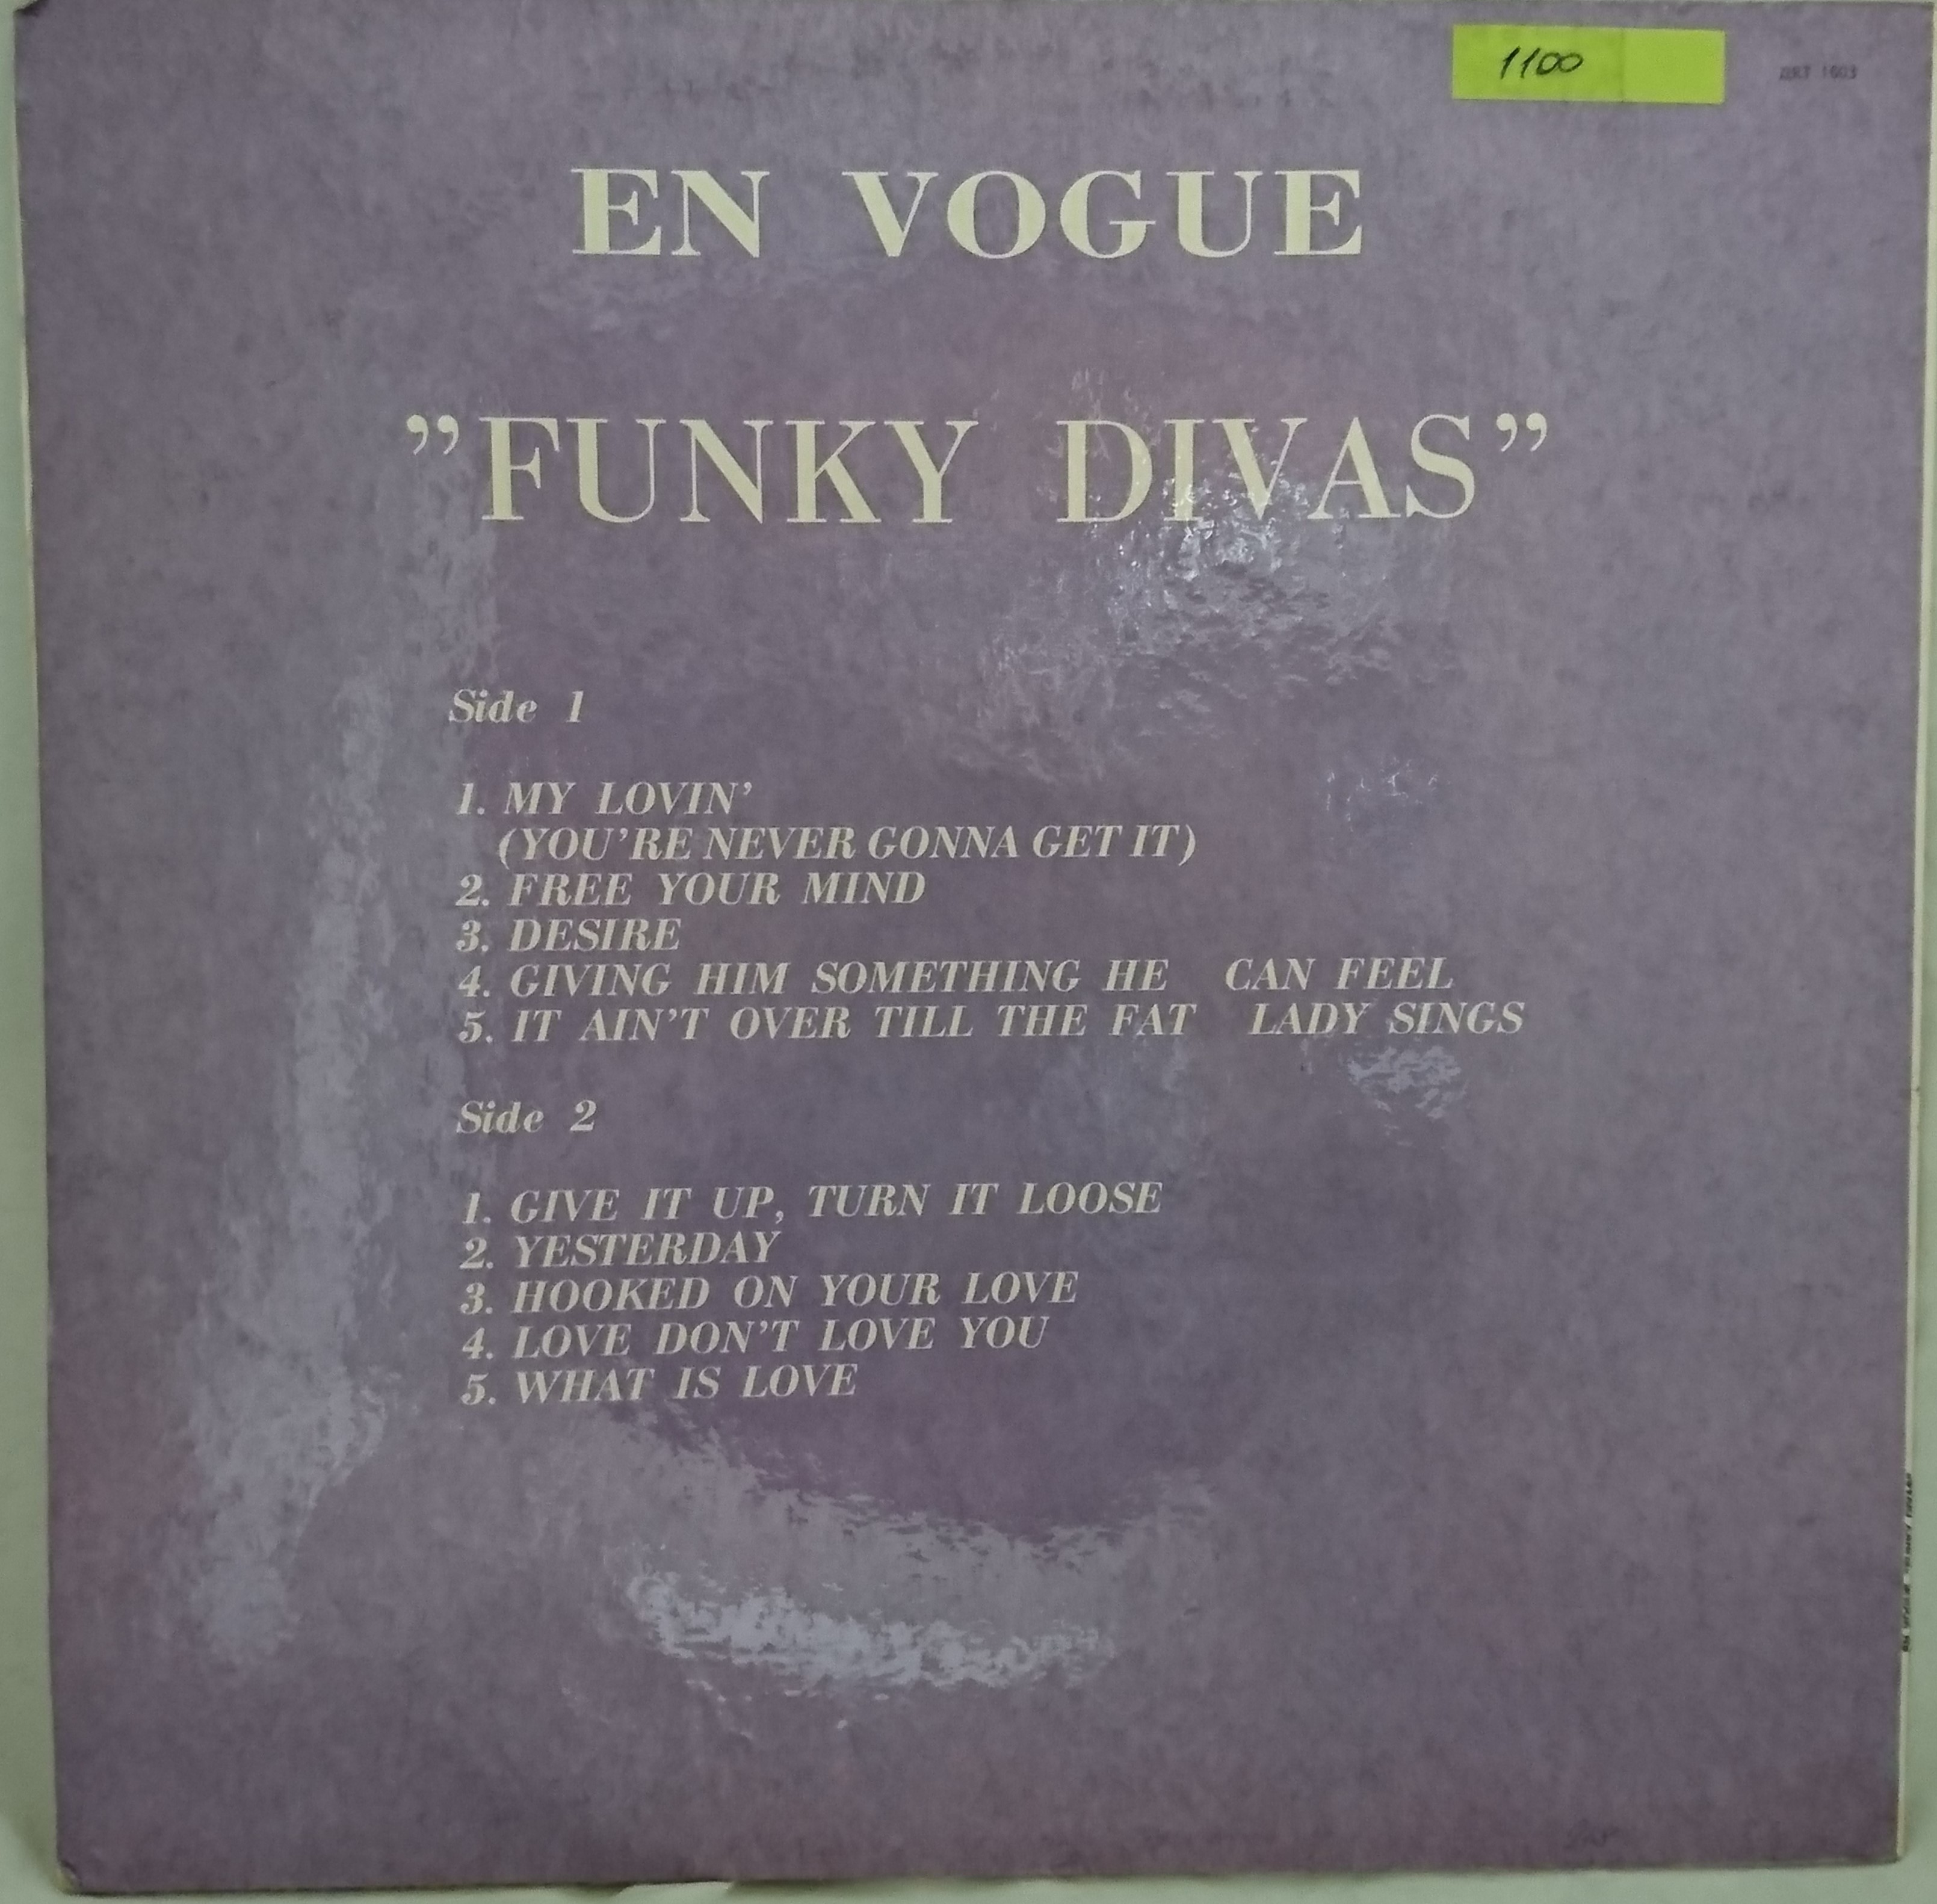 1100
EN VOGUE
”FUNKY DIVAS”
Side 1
1. MY LOVIN’
(YOU’RE NEVER GONNA GET IT)
2. FREE YOUR MIND
3. DESIRE
4. GIVING HIM SOMETHING HE CAN FEEL
5. IT AIN’T OVER TILL THE FAT LADY SINGS
Side 2
1. GIVE IT UP, TURN IT LOOSE
2. YESTERDAY
3. HOOKED ON YOUR LOVE
4. LOVE DON’T LOVE YOU
5. WHAT IS LOVE